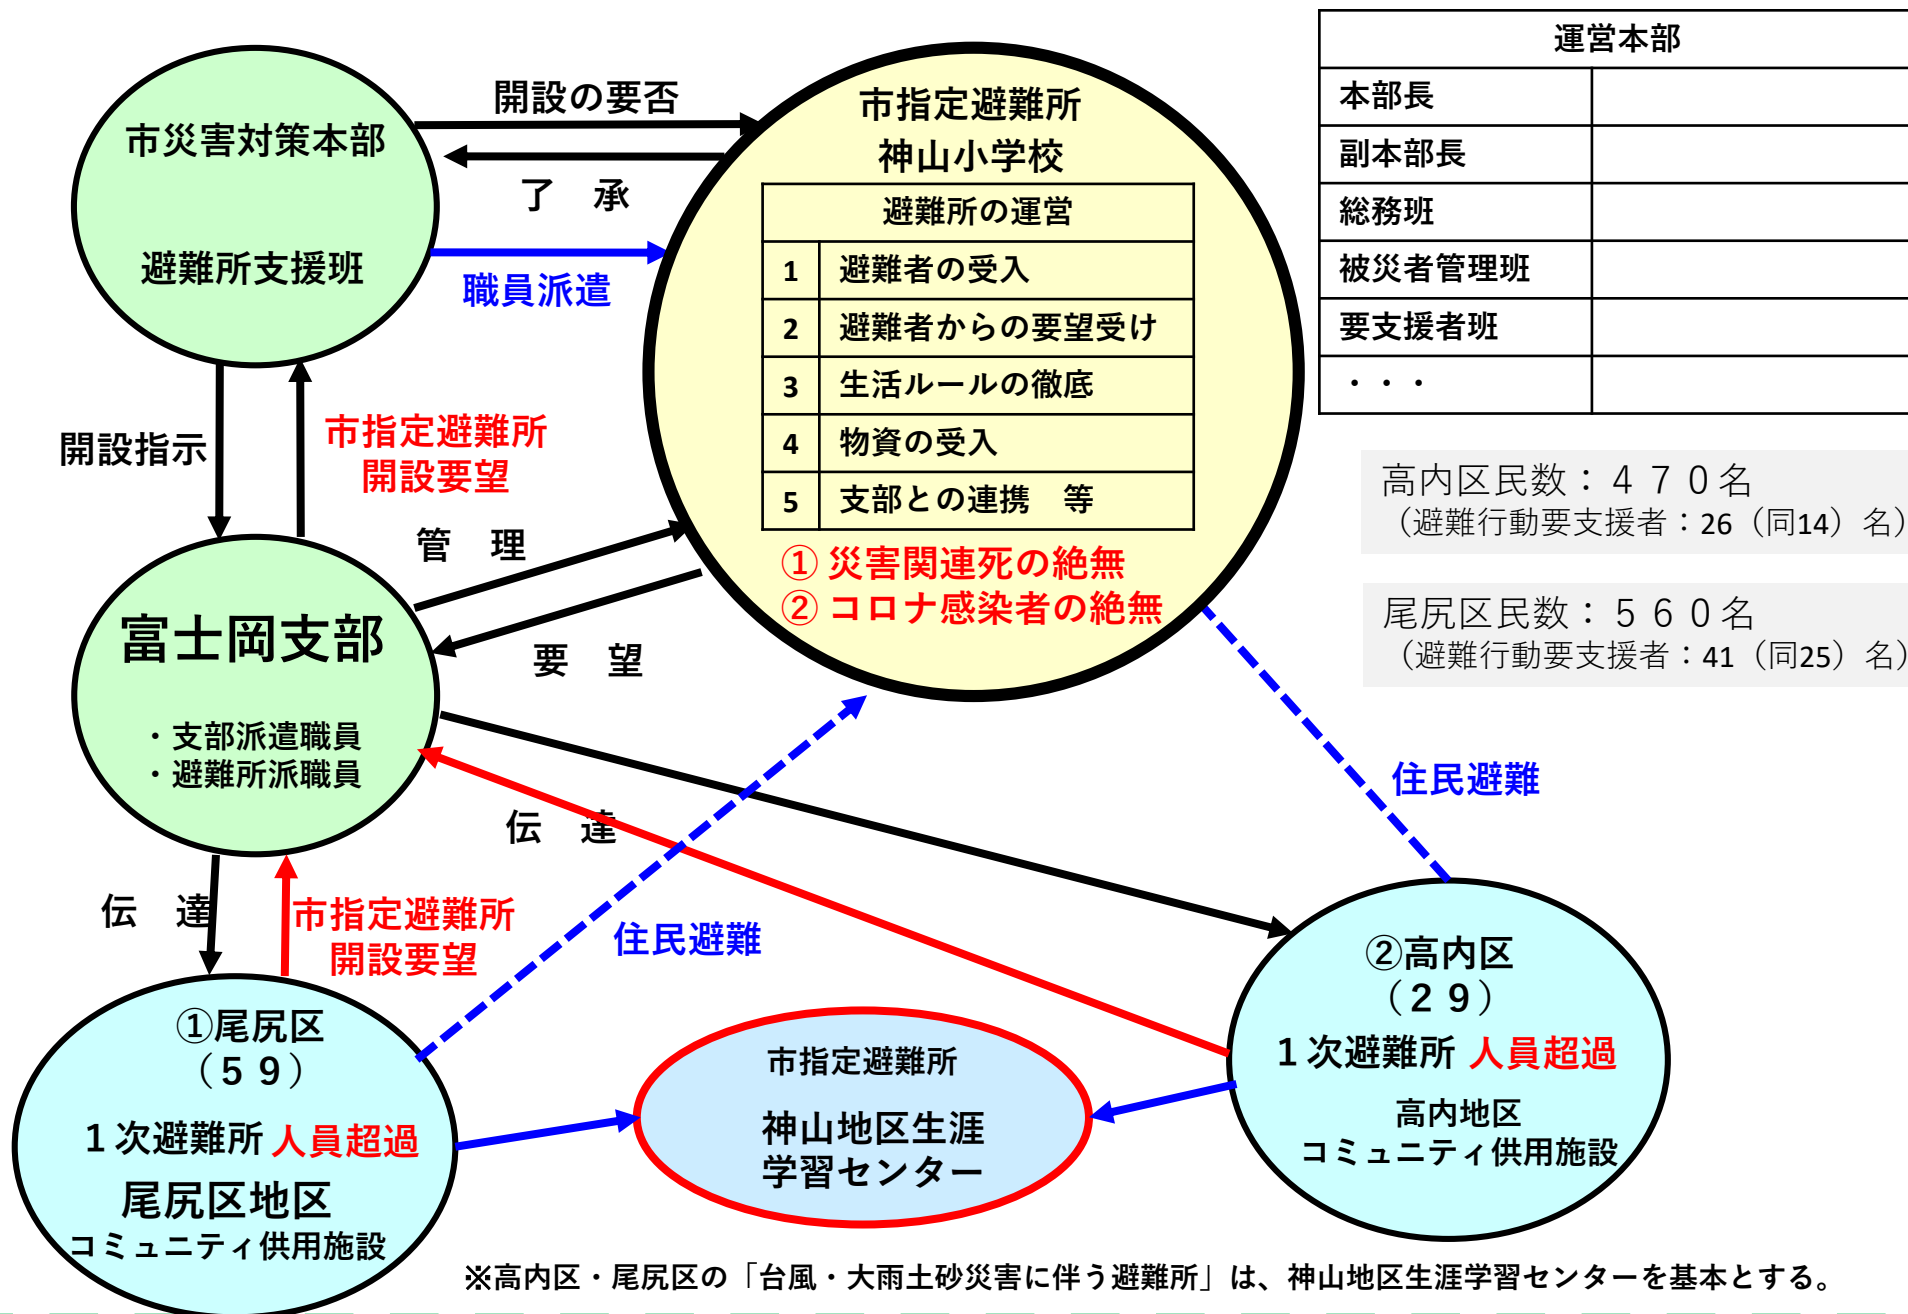 市災害対策本部
避難所支援班
開設の要否
了　承
職員派遣
市指定避難所
神山小学校
避難所の運営
1 避難者の受入
2 避難者からの要望受け
3 生活ルールの徹底
4 物資の受入
5 支部との連携　等
① 災害関連死の絶無
② コロナ感染者の絶無
運営本部
本部長
副本部長
総務班
被災者管理班
要支援者班
・・・
高内区民数：４７０名
（避難行動要支援者：26（同14）名）
尾尻区民数：５６０名
（避難行動要支援者：41（同25）名）
開設指示
市指定避難所
開設要望
管　理
要　望
富士岡支部
・支部派遣職員
・避難所派職員
伝　達
住民避難
伝　達
市指定避難所
開設要望
住民避難
①尾尻区
（５９）
１次避難所 人員超過
尾尻区地区
コミュニティ供用施設
市指定避難所
神山地区生涯
学習センター
②高内区
（２９）
１次避難所 人員超過
高内地区
コミュニティ供用施設
※高内区・尾尻区の「台風・大雨土砂災害に伴う避難所」は、神山地区生涯学習センターを基本とする。